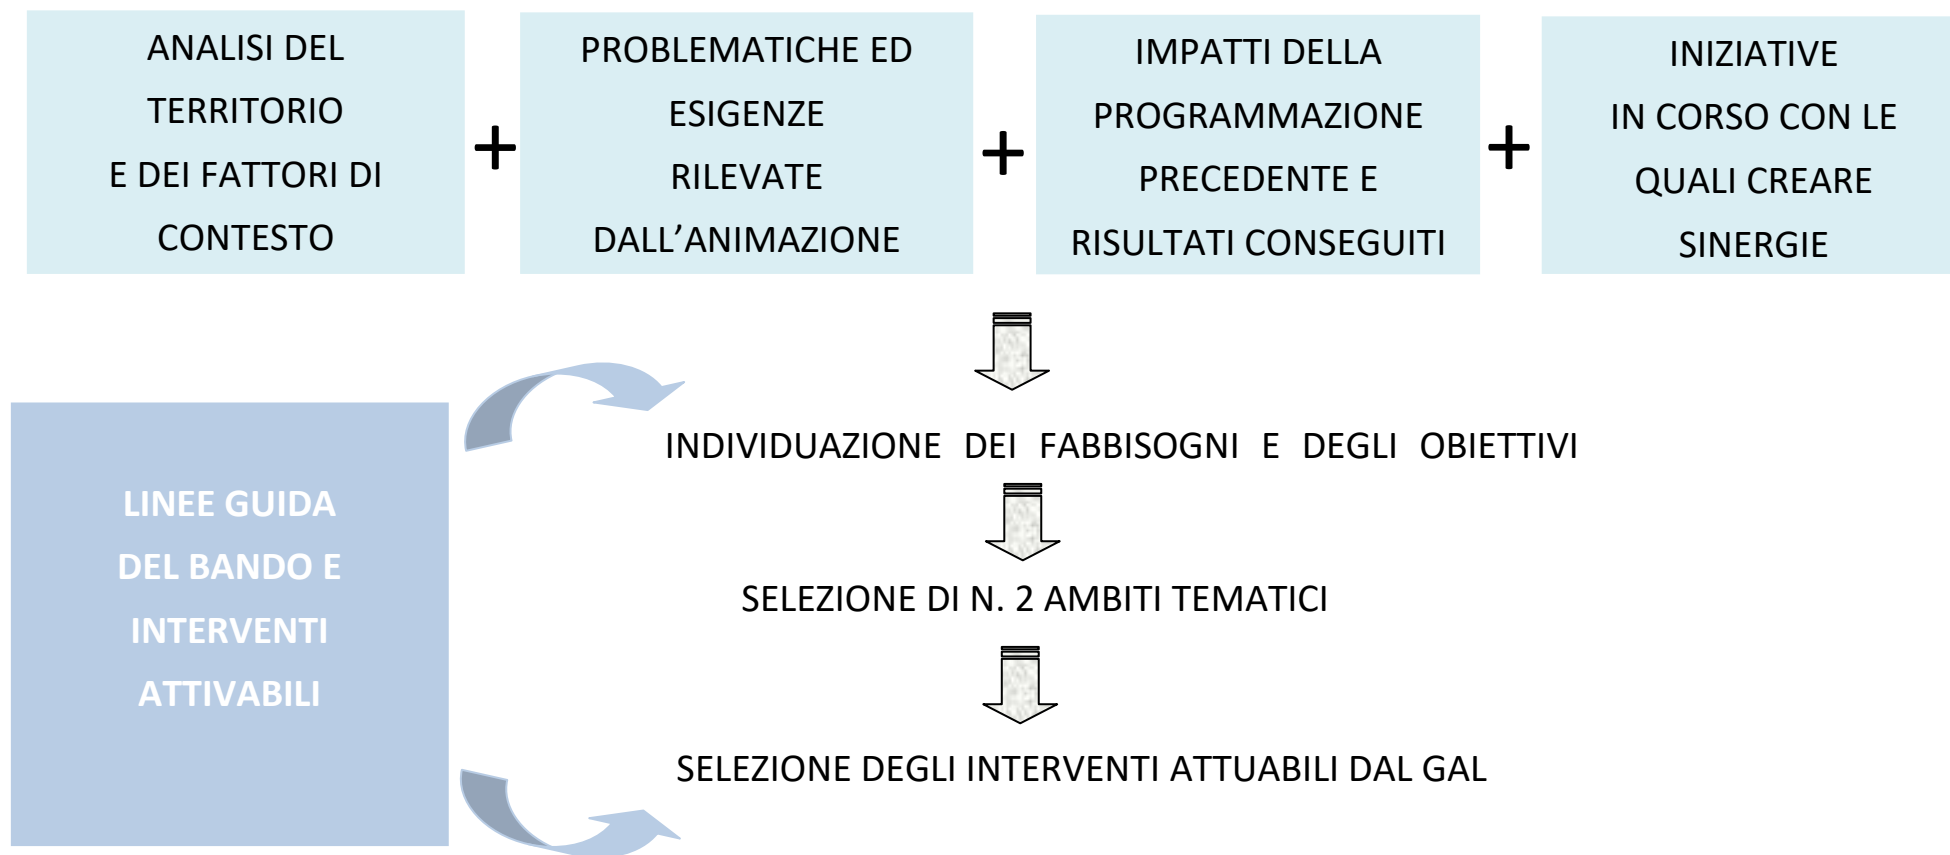 ANALISI DEL
TERRITORIO
E DEI FATTORI DI
CONTESTO
+
PROBLEMATICHE ED
ESIGENZE
RILEVATE
DALL’ANIMAZIONE
+
IMPATTI DELLA
PROGRAMMAZIONE
PRECEDENTE E
RISULTATI CONSEGUITI
+
INIZIATIVE
IN CORSO CON LE
QUALI CREARE
SINERGIE
LINEE GUIDA
DEL BANDO E
INTERVENTI
ATTIVABILI
INDIVIDUAZIONE DEI FABBISOGNI E DEGLI OBIETTIVI
SELEZIONE DI N. 2 AMBITI TEMATICI
SELEZIONE DEGLI INTERVENTI ATTUABILI DAL GAL